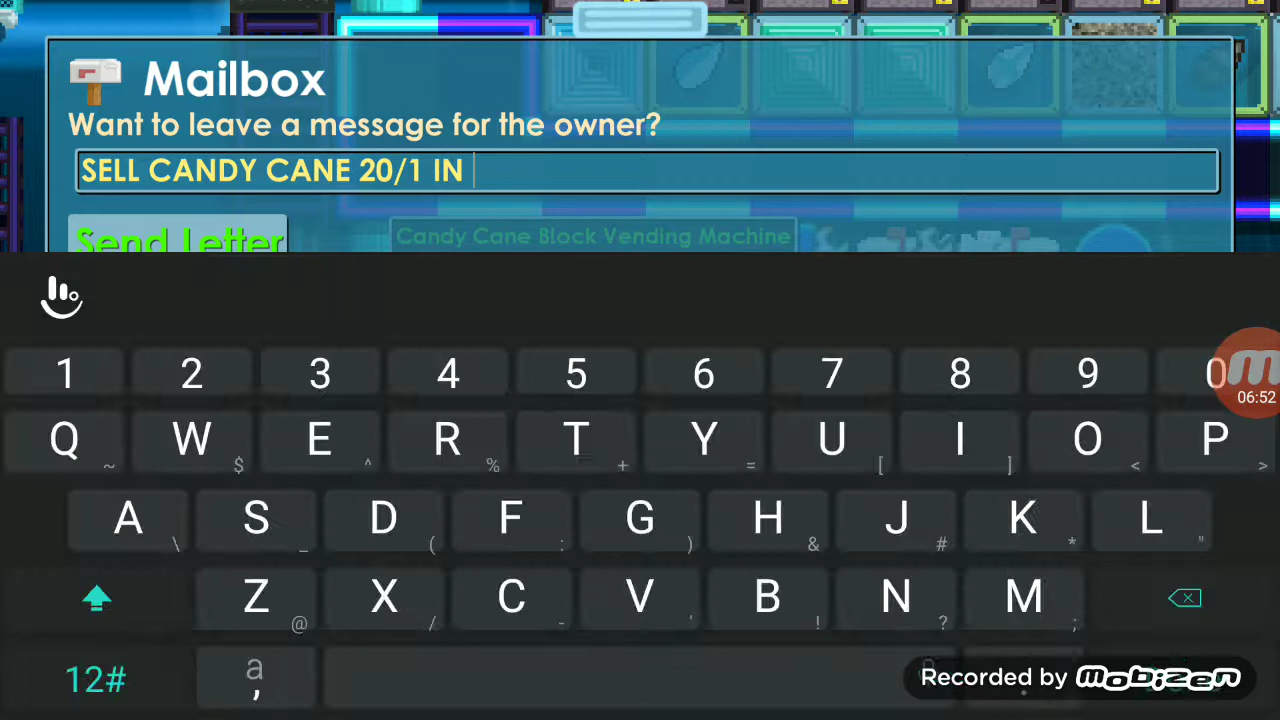 Mailbox
Want to leave a message for the owner?
SELL CANDY CANE 20/1 IN
Send Letter
Candy Cane Block Vending Machine
1 2 3 4 5 6 7 8 9 0
06:52
Q W E R T Y U I O P
~ $ ^ % + = [ ] < >
A S D F G H J K L
\ _ ( : ) & # * "
Z X C V B N M
@ / - ' ! ? ;
12# a , .
Recorded by mobizen